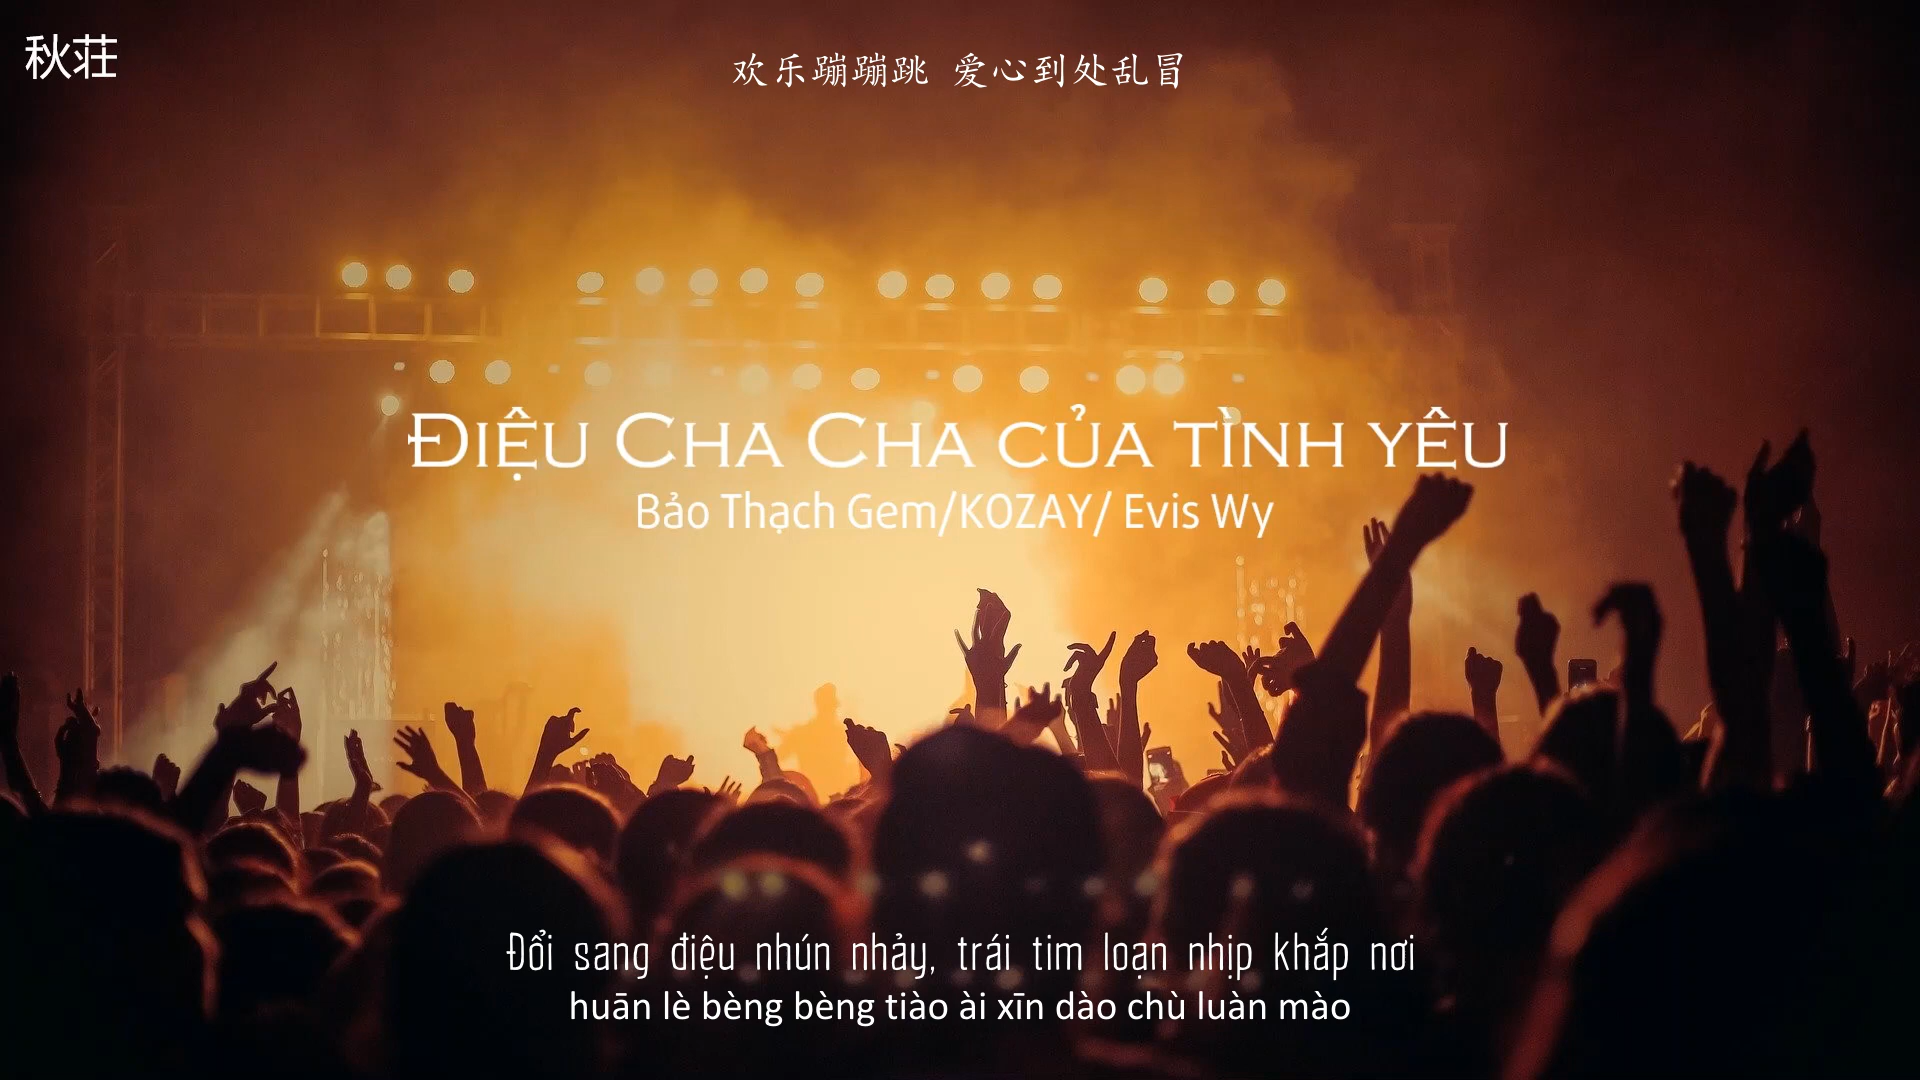 秋荘
欢乐蹦蹦跳 爱心到处乱冒
Điệu Cha Cha của tình yêu
Bảo Thạch Gem/KOZAY/ Evis Wy
Đổi sang điệu nhún nhảy, trái tim loạn nhịp khắp nơi
huān lè bèng bèng tiào ài xīn dào chù luàn mào